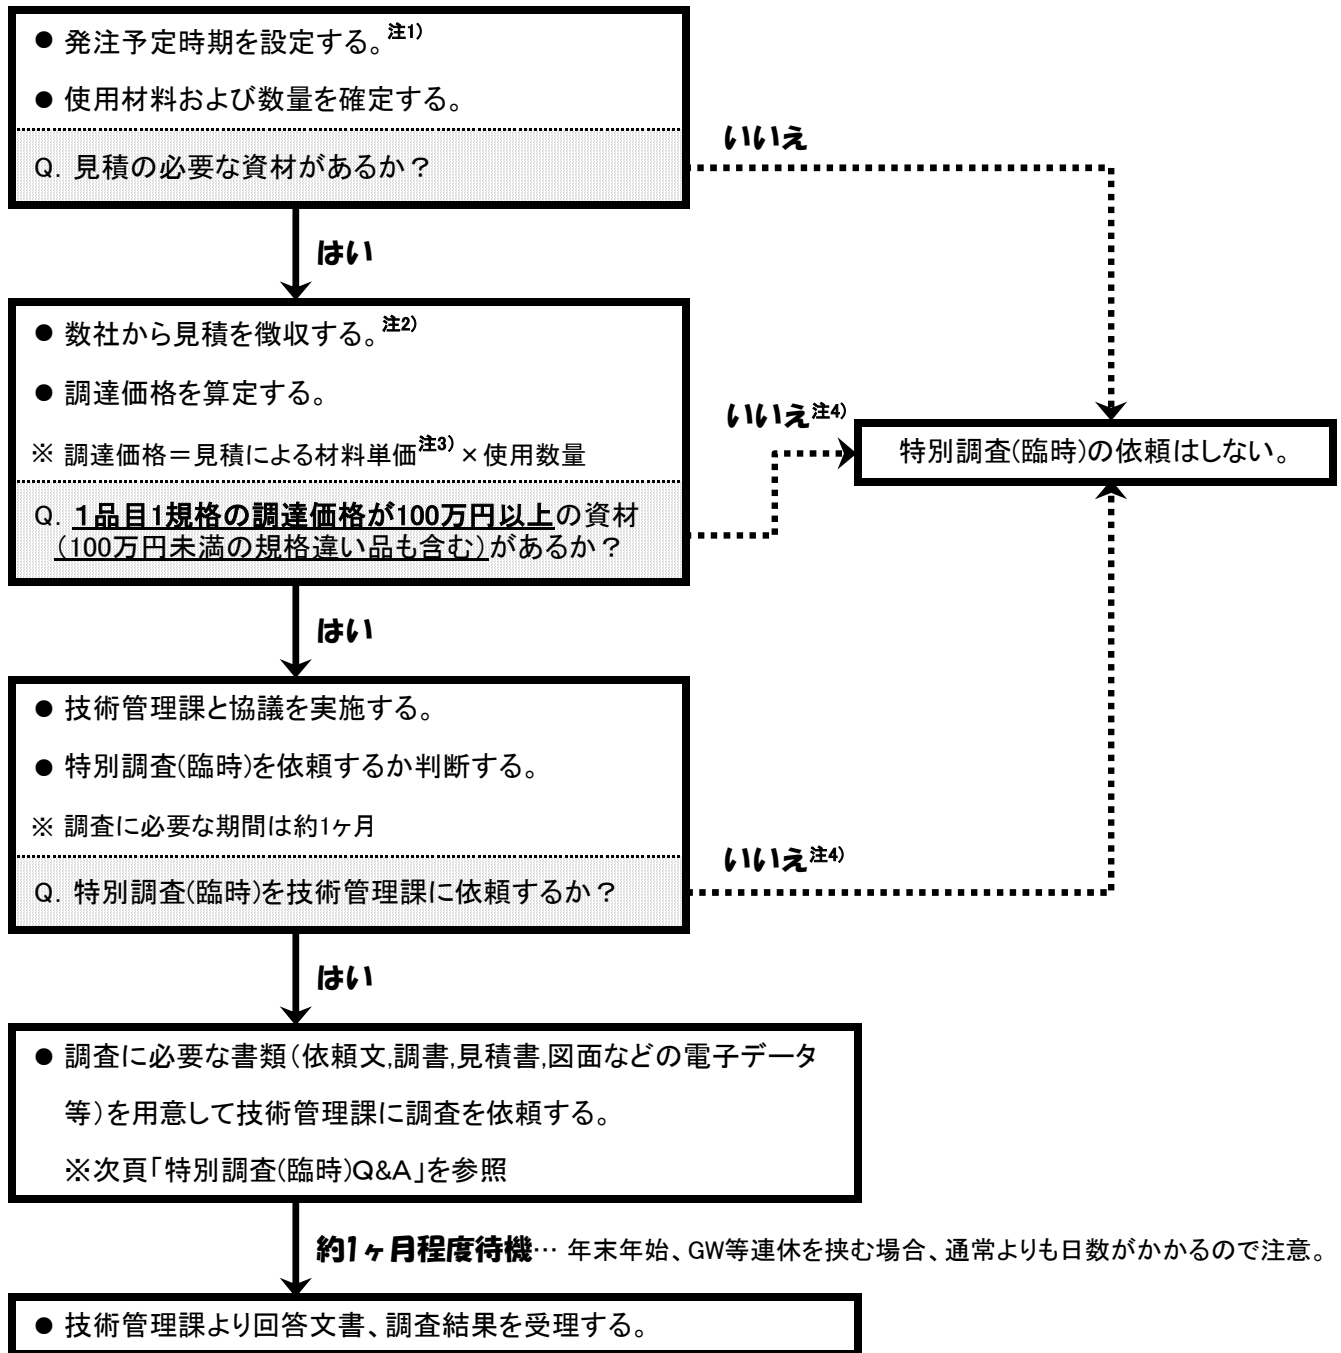 ● 発注予定時期を設定する。注1)
● 使用材料および数量を確定する。
Q. 見積の必要な資材があるか？
いいえ
はい
● 数社から見積を徴収する。注2)
● 調達価格を算定する。
※ 調達価格＝見積による材料単価注3)×使用数量
Q. １品目1規格の調達価格が100万円以上の資材
（100万円未満の規格違い品も含む）があるか？
いいえ注4)
特別調査(臨時)の依頼はしない。
はい
● 技術管理課と協議を実施する。
● 特別調査(臨時)を依頼するか判断する。
※ 調査に必要な期間は約1ヶ月
Q. 特別調査(臨時)を技術管理課に依頼するか？
いいえ注4)
はい
● 調査に必要な書類（依頼文,調書,見積書,図面などの電子データ
等）を用意して技術管理課に調査を依頼する。
※次頁「特別調査(臨時)Q&A」を参照
約1ヶ月程度待機… 年末年始、GW等連休を挟む場合、通常よりも日数がかかるので注意。
● 技術管理課より回答文書、調査結果を受理する。